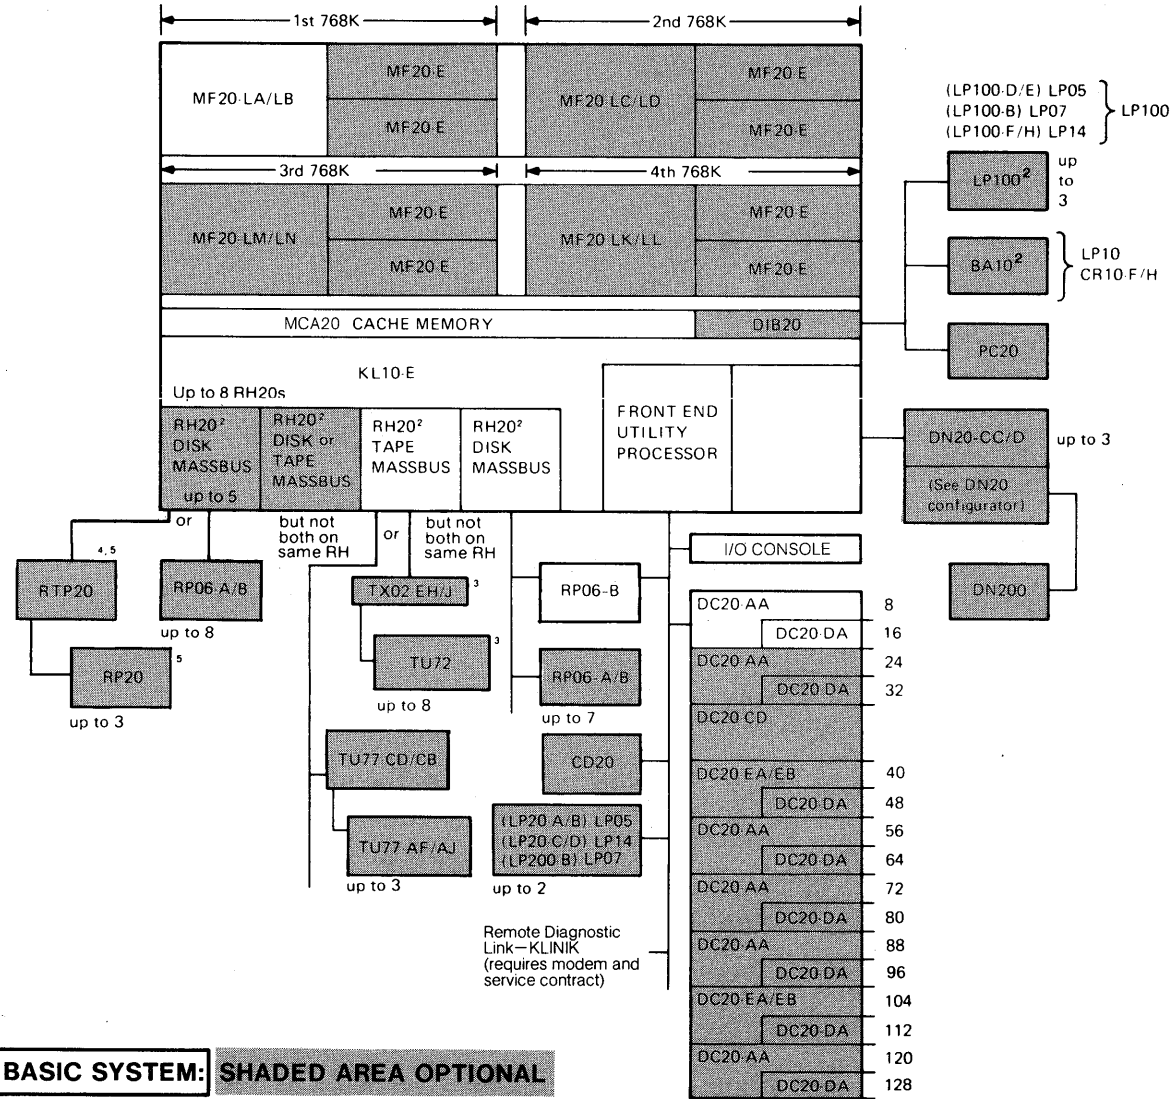 1st 768K
2nd 768K
MF20-LA/LB
MF20-E
MF20-E
MF20-LC/LD
MF20-E
MF20-E
(LP100-D/E) LP05
(LP100-B) LP07
(LP100-F/H) LP14
LP100
3rd 768K
4th 768K
MF20-LM/LN
MF20-E
MF20-E
MF20-LK/LL
MF20-E
MF20-E
LP100²
up
to
3
BA10²
LP10
CR10-F/H
MCA20 CACHE MEMORY
DIB20
PC20
KL10-E
Up to 8 RH20s
RH20²
DISK
MASSBUS
up to 5
RH20²
DISK or
TAPE
MASSBUS
RH20²
TAPE
MASSBUS
RH20²
DISK
MASSBUS
FRONT END
UTILITY
PROCESSOR
DN20-CC/D
up to 3
(See DN20
configurator)
DN200
or
but not
both on
same RH
or
but not
both on
same RH
4, 5
RTP20
RP06-A/B
up to 8
RP20
5
up to 3
TX02 EH/J
3
TU72
3
up to 8
TU77 CD/CB
TU77 AF/AJ
up to 3
RP06-B
RP06-A/B
up to 7
CD20
(LP20 A/B) LP05
(LP20 C/D) LP14
(LP200 B) LP07
up to 2
Remote Diagnostic
Link—KLINIK
(requires modem and
service contract)
I/O CONSOLE
DC20-AA 8
DC20-DA 16
DC20-AA 24
DC20-DA 32
DC20-CD
DC20-EA/EB 40
DC20-DA 48
DC20-AA 56
DC20-DA 64
DC20-AA 72
DC20-DA 80
DC20-AA 88
DC20-DA 96
DC20-EA/EB 104
DC20-DA 112
DC20-AA 120
DC20-DA 128
BASIC SYSTEM: SHADED AREA OPTIONAL